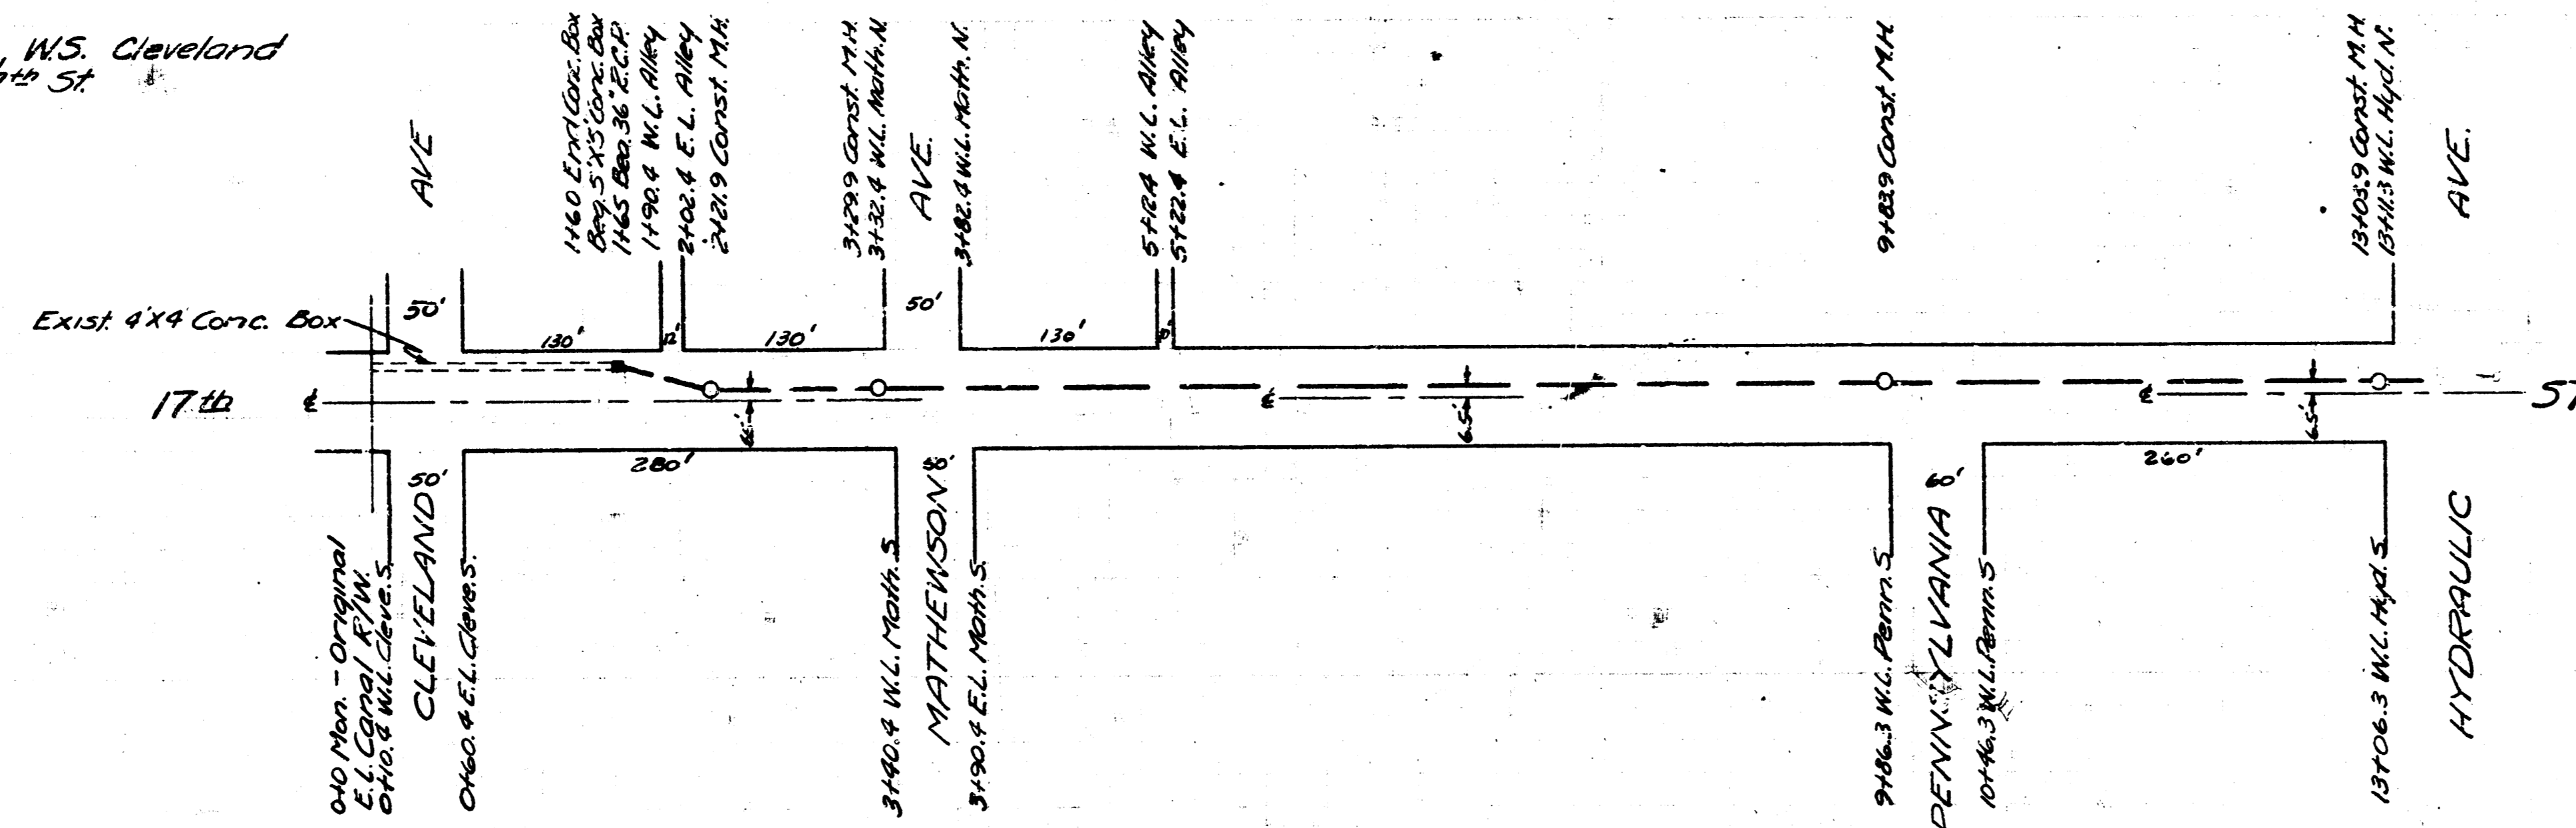 W.S. Cleveland
St.
AVE
1+60 End Conc. Box
Beg. 5'X5' Conc. Box
1+65 Beg. 36" R.C.P.
1+90.4 W.L. Alley
2+02.4 E.L. Alley
2+21.9 Const. M.H.
3+29.9 Const. M.H.
3+32.4 W.L. Math. N.
AVE.
3+82.4 W.L. Math. N.
5+12.4 W.L. Alley
5+22.4 E.L. Alley
9+83.9 Const. M.H.
13+03.9 Const. M.H.
13+11.3 W.L. Hyd. N.
AVE.
Exist. 4'X4' Conc. Box
50'
130'
12'
130'
50'
130'
17th
℄
℄
6.5'
℄
6.5'
ST
50'
280'
60'
260'
0+0 Mon. - Original
E.L. Canal R/W.
0+10.4 W.L. Cleve. S.
CLEVELAND
0+60.4 E.L. Cleve. S.
3+40.4 W.L. Math. S.
MATHEWSON
3+90.4 E.L. Math. S.
9+86.3 W.L. Penn. S.
PENNSYLVANIA
10+46.3 W.L. Penn. S
13+06.3 W.L. Hyd. S.
HYDRAULIC